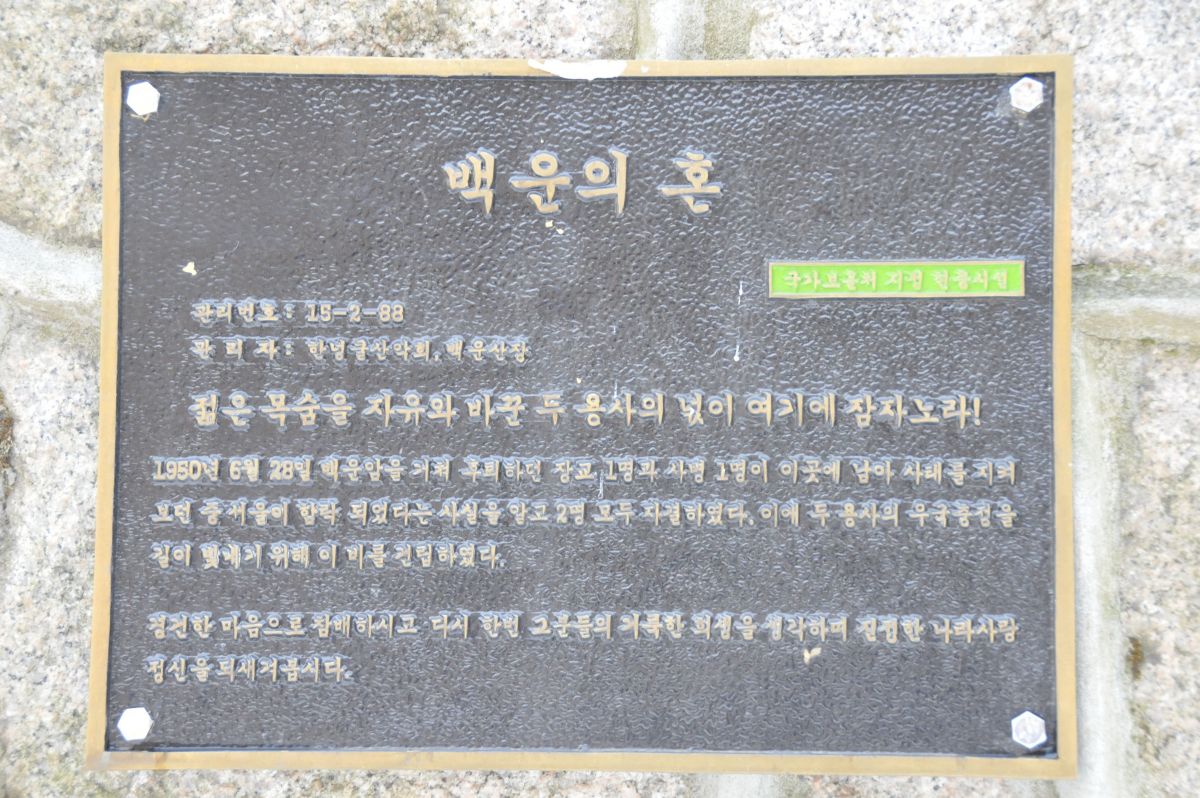 백운의 혼
국가보훈처 지정 현충시설
관리번호 : 15-2-88
관 리 자 : 한넝쿨산악회, 백운산장
젊은 목숨을 자유와 바꾼 두 용사의 넋이 여기에 잠자노라!
1950년 6월 28일 백운암을 거쳐 후퇴하던 장교 1명과 사병 1명이 이곳에 남아 사태를 지켜
보던 중 서울이 함락 되었다는 사실을 알고 2명 모두 자결하였다. 이에 두 용사의 우국충정을
길이 빛내기 위해 이 비를 건립하였다.
경건한 마음으로 참배하시고 다시 한번 그분들의 거룩한 희생을 생각하며 진정한 나라사랑
정신을 되새겨봅시다.